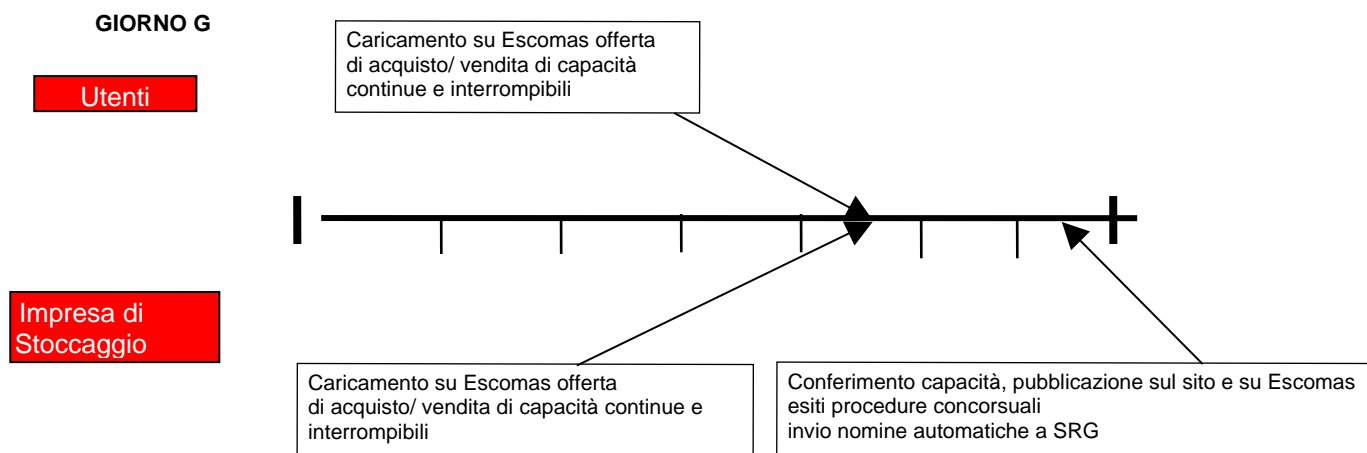 GIORNO G
Caricamento su Escomas offerta
di acquisto/ vendita di capacità
continue e interrompibili
Utenti
Impresa di
Stoccaggio
Caricamento su Escomas offerta
di acquisto/ vendita di capacità continue e
interrompibili
Conferimento capacità, pubblicazione sul sito e su Escomas
esiti procedure concorsuali
invio nomine automatiche a SRG